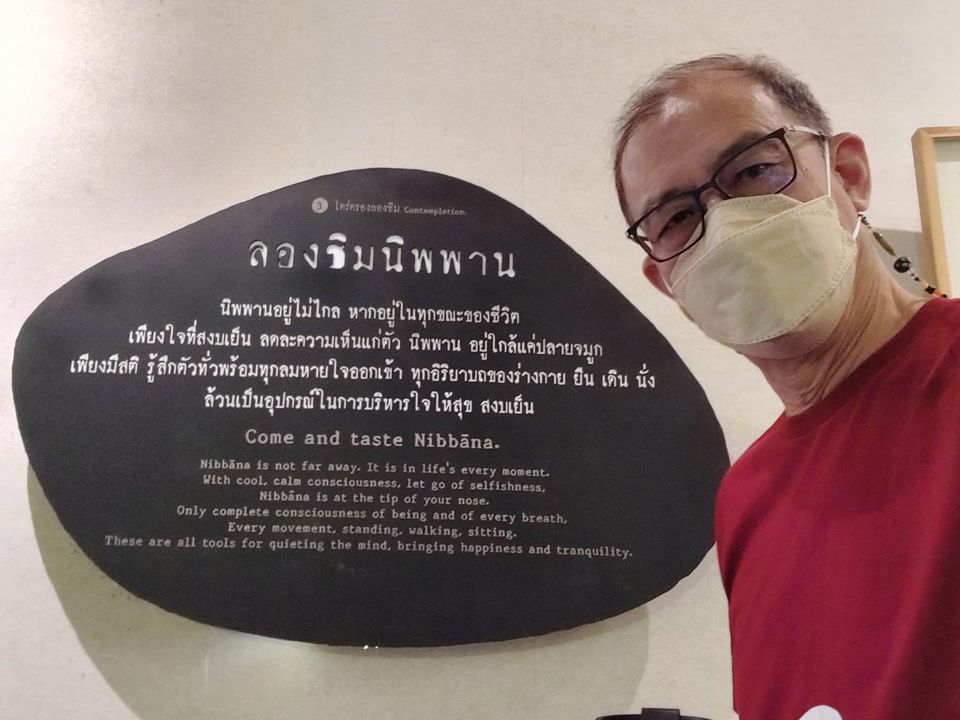 ๖ ใคร่ครวญลองชิม Contemplation.
ลองชิมนิพพาน
นิพพานอยู่ไม่ไกล หากอยู่ในทุกขณะของชีวิต
เพียงใจที่สงบเย็น ลดละความเห็นแก่ตัว นิพพาน อยู่ใกล้แค่ปลายจมูก
เพียงมีสติ รู้สึกตัวทั่วพร้อมทุกลมหายใจออกเข้า ทุกอิริยาบถของร่างกาย ยืน เดิน นั่ง
ล้วนเป็นอุปกรณ์ในการบริหารใจให้สุข สงบเย็น
Come and taste Nibbāna.
Nibbāna is not far away. It is in life's every moment.
With cool, calm consciousness, let go of selfishness,
Nibbāna is at the tip of your nose.
Only complete consciousness of being and of every breath,
Every movement, standing, walking, sitting.
These are all tools for quieting the mind, bringing happiness and tranquility.